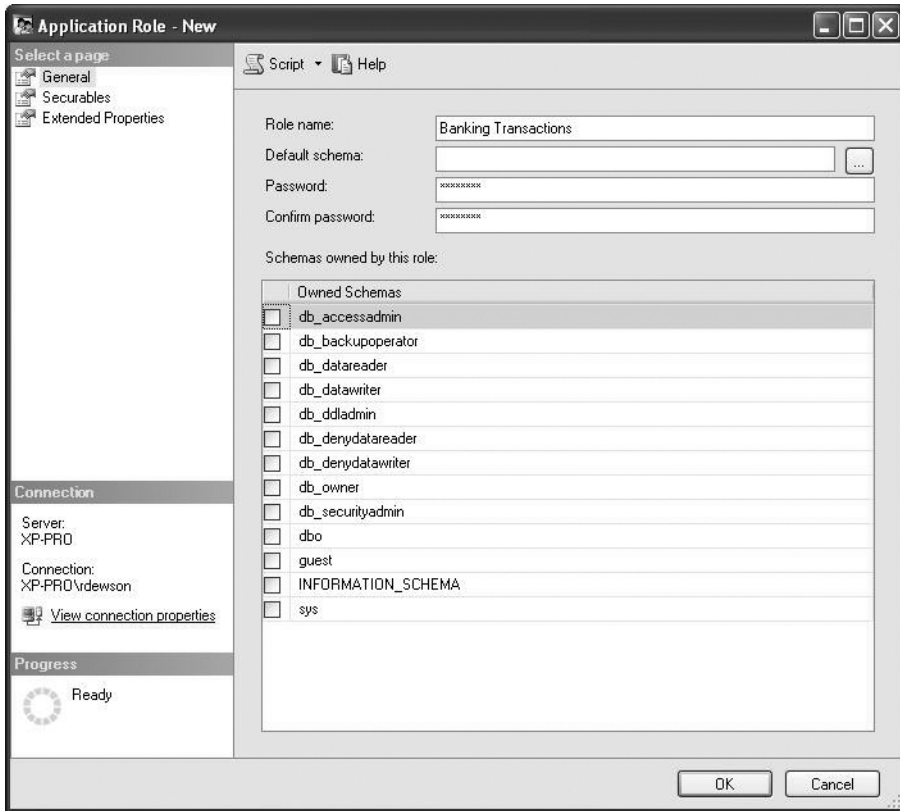 Application Role - New
Select a page
General
Securables
Extended Properties
Script Help
Role name: Banking Transactions
Default schema: ...
Password: xxxxxxxx
Confirm password: xxxxxxxx
Schemas owned by this role:
Owned Schemas
db_accessadmin
db_backupoperator
db_datareader
db_datawriter
db_ddladmin
db_denydatareader
db_denydatawriter
db_owner
db_securityadmin
dbo
guest
INFORMATION_SCHEMA
sys
Connection
Server:
XP-PRO
Connection:
XP-PRO\rdewson
View connection properties
Progress
Ready
OK Cancel